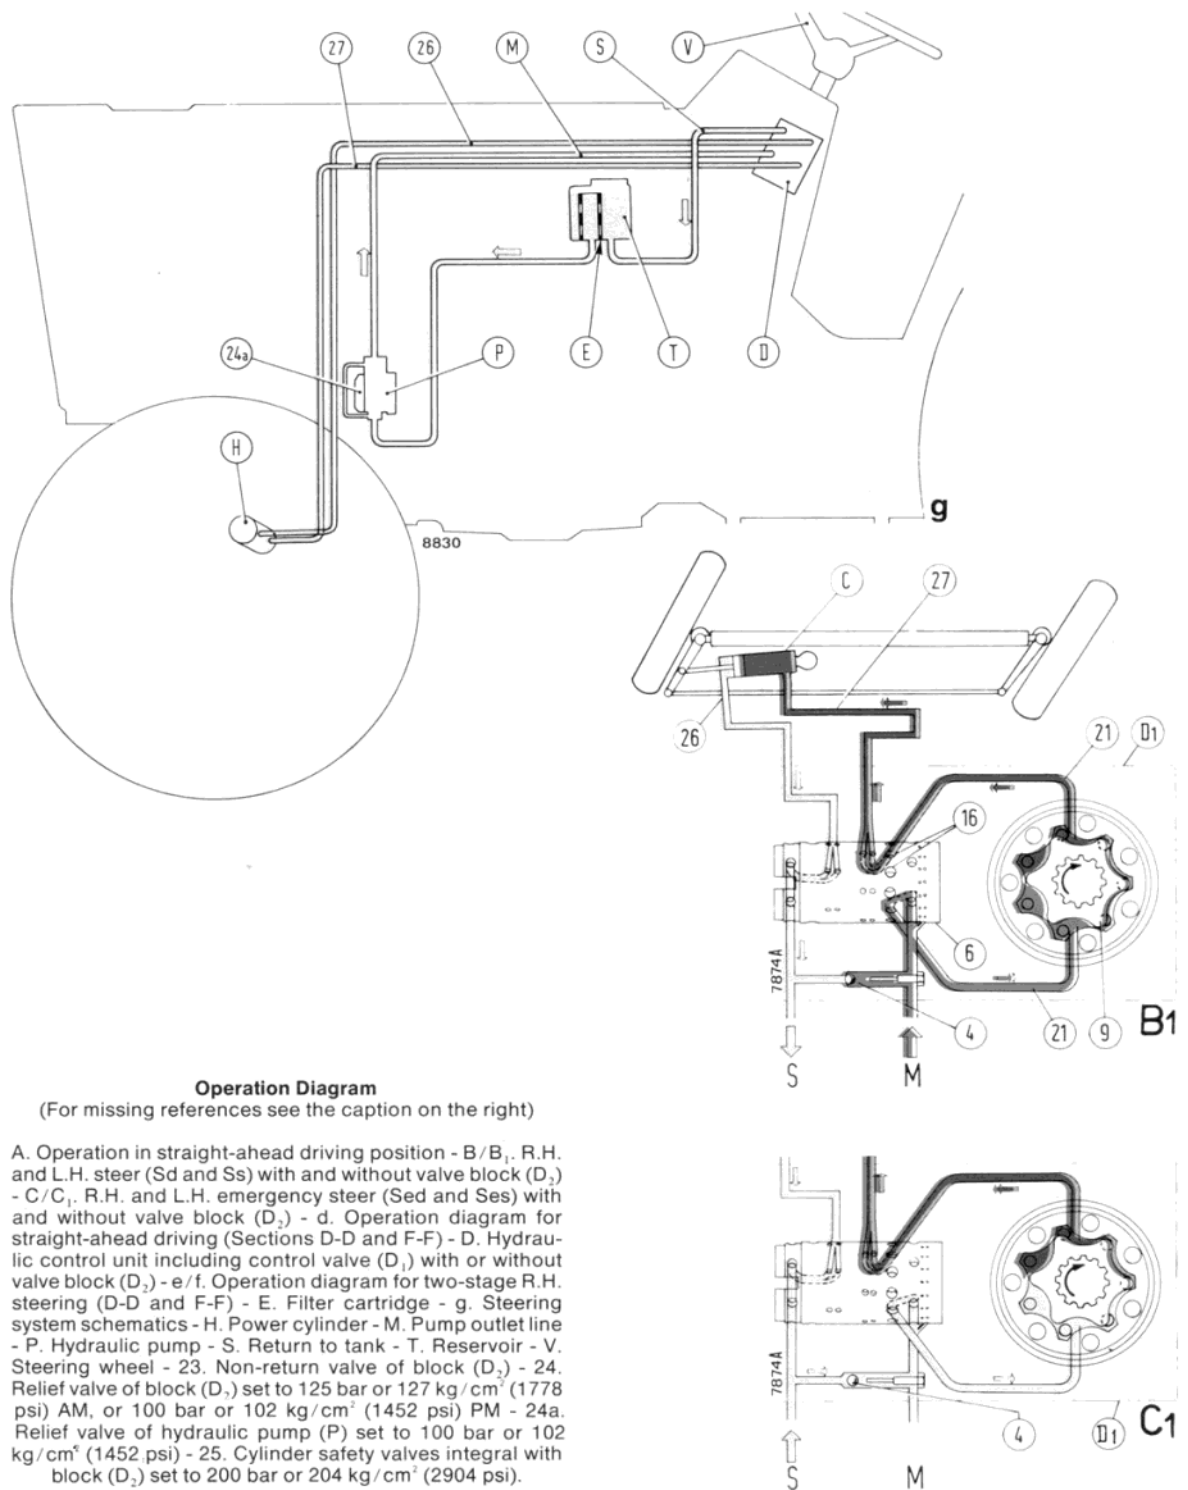 27 26 M S V
24a P E T D
H
g
8830
C 27
26
21 D1
16
6
7874A
4 21 9
B1
S M
Operation Diagram
(For missing references see the caption on the right)
A. Operation in straight-ahead driving position - B/B₁. R.H.
and L.H. steer (Sd and Ss) with and without valve block (D₂)
- C/C₁. R.H. and L.H. emergency steer (Sed and Ses) with
and without valve block (D₂) - d. Operation diagram for
straight-ahead driving (Sections D-D and F-F) - D. Hydrau-
lic control unit including control valve (D₁) with or without
valve block (D₂) - e/f. Operation diagram for two-stage R.H.
steering (D-D and F-F) - E. Filter cartridge - g. Steering
system schematics - H. Power cylinder - M. Pump outlet line
- P. Hydraulic pump - S. Return to tank - T. Reservoir - V.
Steering wheel - 23. Non-return valve of block (D₂) - 24.
Relief valve of block (D₂) set to 125 bar or 127 kg/cm² (1778
psi) AM, or 100 bar or 102 kg/cm² (1452 psi) PM - 24a.
Relief valve of hydraulic pump (P) set to 100 bar or 102
kg/cm² (1452 psi) - 25. Cylinder safety valves integral with
block (D₂) set to 200 bar or 204 kg/cm² (2904 psi).
7874A
4 D1
C1
S M